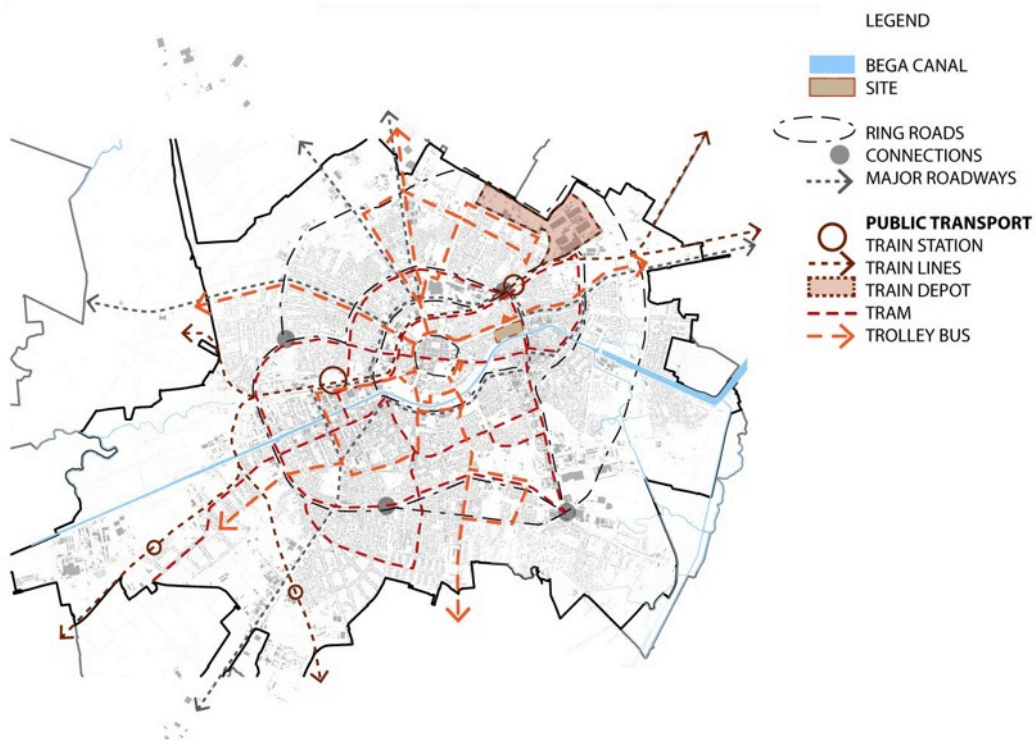 LEGEND
BEGA CANAL
SITE
RING ROADS
CONNECTIONS
MAJOR ROADWAYS
PUBLIC TRANSPORT
TRAIN STATION
TRAIN LINES
TRAIN DEPOT
TRAM
TROLLEY BUS